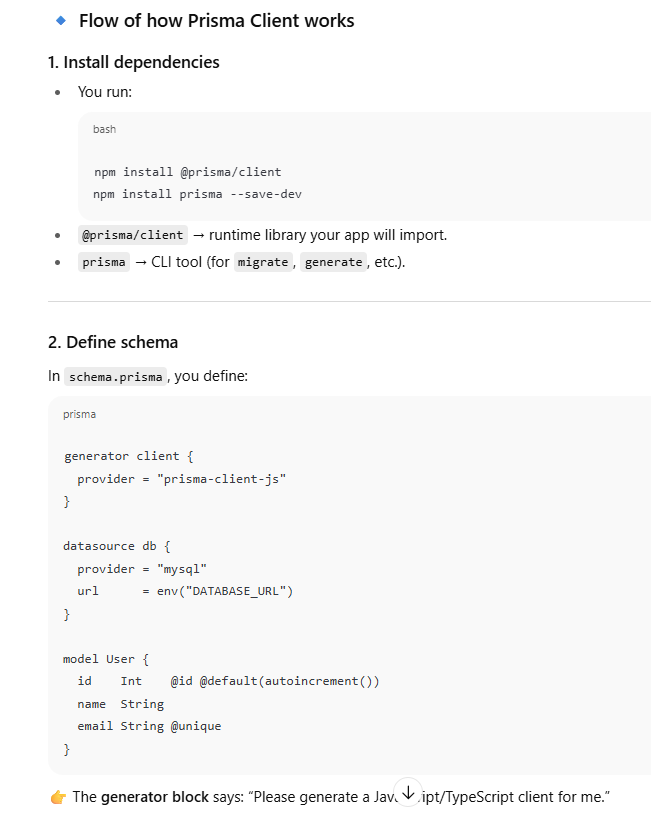 Flow of how Prisma Client works
1. Install dependencies
You run:
bash
npm install @prisma/client
npm install prisma --save-dev
@prisma/client → runtime library your app will import.
prisma → CLI tool (for migrate, generate, etc.).
2. Define schema
In schema.prisma, you define:
prisma
generator client {
  provider = "prisma-client-js"
}
datasource db {
  provider = "mysql"
  url      = env("DATABASE_URL")
}
model User {
  id    Int    @id @default(autoincrement())
  name  String
  email String @unique
}
👉 The generator block says: “Please generate a /TypeScript client for me.”